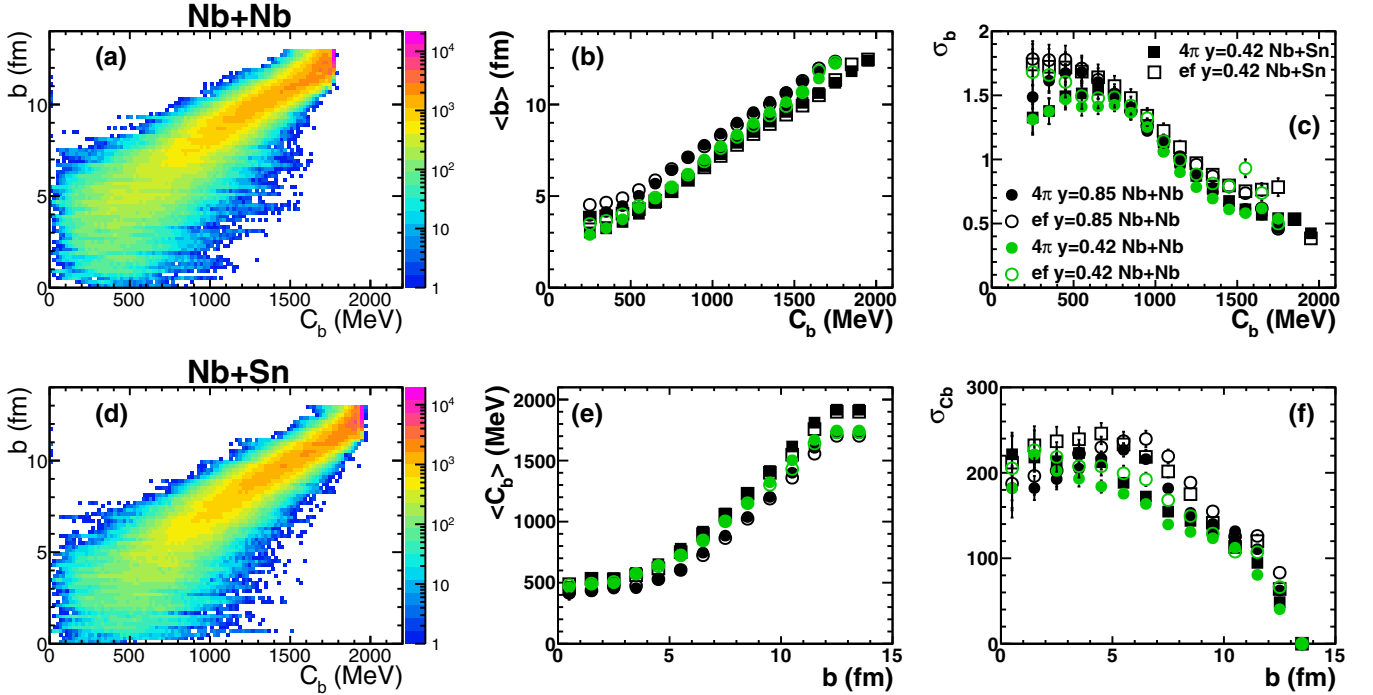 Nb+Nb
(a)
b (fm)
10
5
0
0 500 1000 1500 2000
C_b (MeV)
10^4
10^3
10^2
10
1
(b)
<b> (fm)
10
5
0
0 500 1000 1500 2000
C_b (MeV)
σ_b
2
1.5
1
0.5
0
4π y=0.42 Nb+Sn
ef y=0.42 Nb+Sn
(c)
4π y=0.85 Nb+Nb
ef y=0.85 Nb+Nb
4π y=0.42 Nb+Nb
ef y=0.42 Nb+Nb
0 500 1000 1500 2000
C_b (MeV)
Nb+Sn
(d)
b (fm)
10
5
0
0 500 1000 1500 2000
C_b (MeV)
10^4
10^3
10^2
10
1
(e)
<C_b> (MeV)
2000
1500
1000
500
0
0 5 10 15
b (fm)
σ_Cb
300
200
100
0
(f)
0 5 10 15
b (fm)